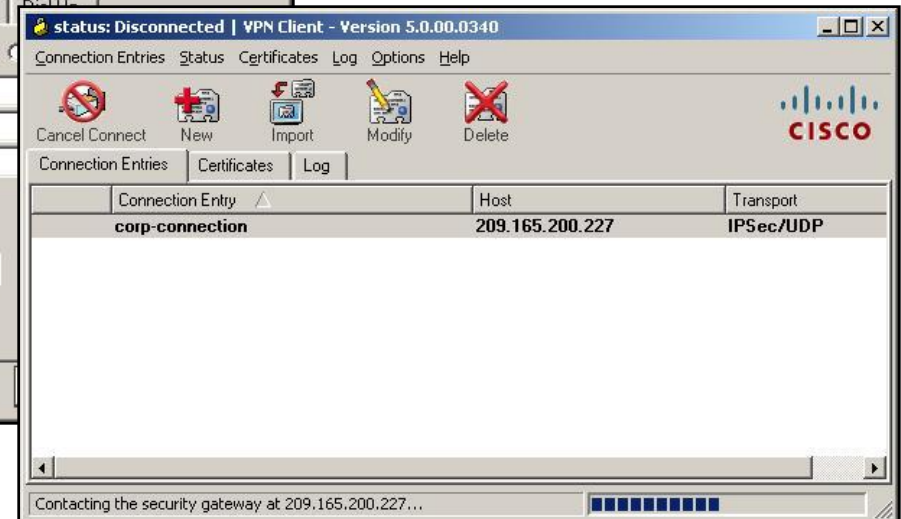 status: Disconnected | VPN Client - Version 5.0.00.0340
Connection Entries Status Certificates Log Options Help
Cancel Connect New Import Modify Delete
CISCO
Connection Entries Certificates Log
Connection Entry Host Transport
corp-connection 209.165.200.227 IPSec/UDP
Contacting the security gateway at 209.165.200.227...